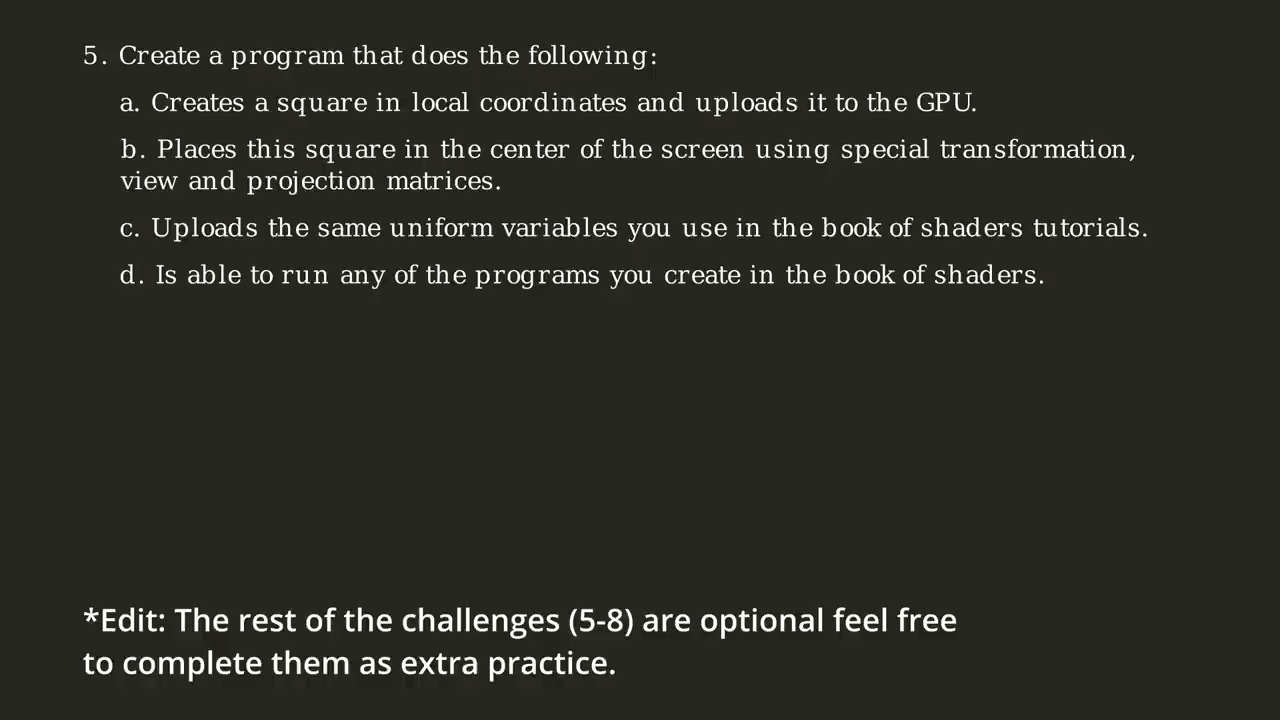 5. Create a program that does the following:
a. Creates a square in local coordinates and uploads it to the GPU.
b. Places this square in the center of the screen using special transformation,
view and projection matrices.
c. Uploads the same uniform variables you use in the book of shaders tutorials.
d. Is able to run any of the programs you create in the book of shaders.
*Edit: The rest of the challenges (5-8) are optional feel free
to complete them as extra practice.